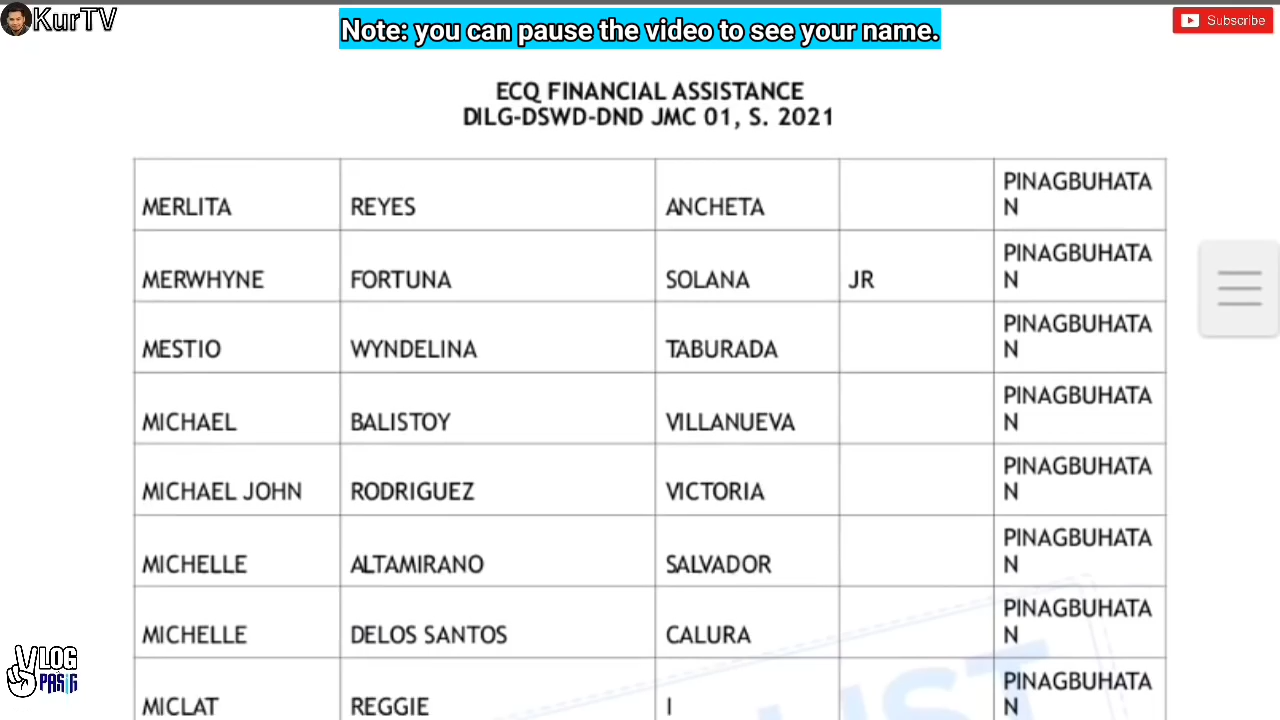 KurTV
Note: you can pause the video to see your name.
Subscribe
ECQ FINANCIAL ASSISTANCE
DILG-DSWD-DND JMC 01, S. 2021
MERLITA REYES ANCHETA PINAGBUHATA
N
MERWHYNE FORTUNA SOLANA JR PINAGBUHATA
N
MESTIO WYNDELINA TABURADA PINAGBUHATA
N
MICHAEL BALISTOY VILLANUEVA PINAGBUHATA
N
MICHAEL JOHN RODRIGUEZ VICTORIA PINAGBUHATA
N
MICHELLE ALTAMIRANO SALVADOR PINAGBUHATA
N
MICHELLE DELOS SANTOS CALURA PINAGBUHATA
N
MICLAT REGGIE I PINAGBUHATA
N
LIST
VLOG
PASIG